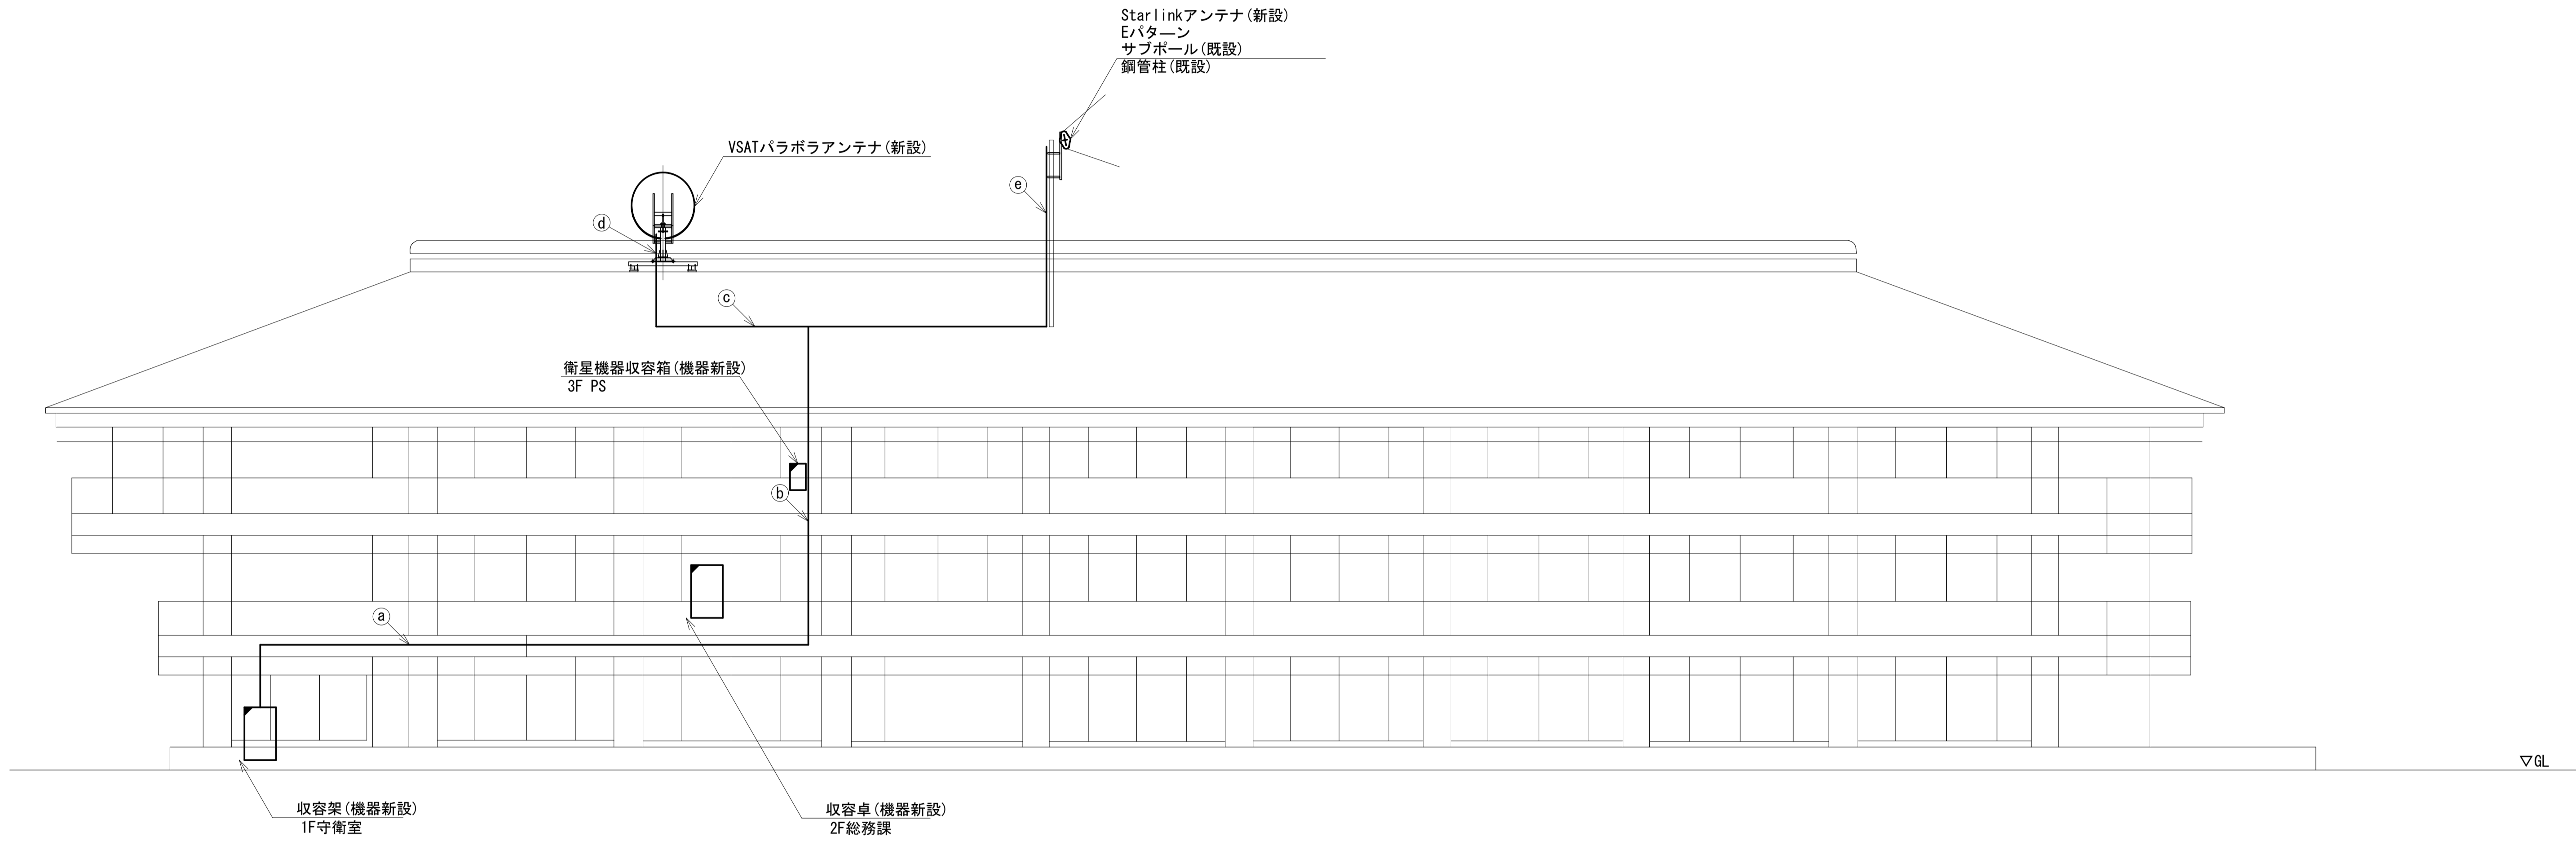 Starlinkアンテナ(新設)
Eパターン
サブポール(既設)
鋼管柱(既設)
VSATパラボラアンテナ(新設)
e
d
c
衛星機器収容箱(機器新設)
3F PS
b
a
▽GL
収容架(機器新設)
1F守衛室
収容卓(機器新設)
2F総務課